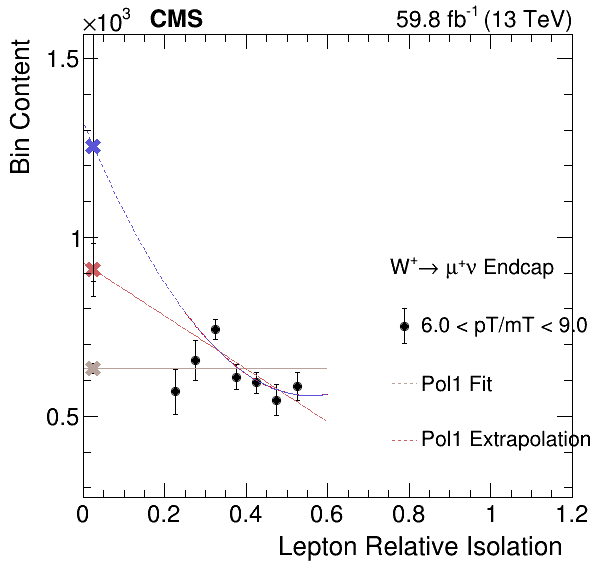 ×10³ CMS 59.8 fb⁻¹ (13 TeV)
Bin Content
1.5
1
0.5
W⁺→ μ⁺ν Endcap
6.0 < pT/mT < 9.0
Pol1 Fit
Pol1 Extrapolation
0 0.2 0.4 0.6 0.8 1 1.2
Lepton Relative Isolation